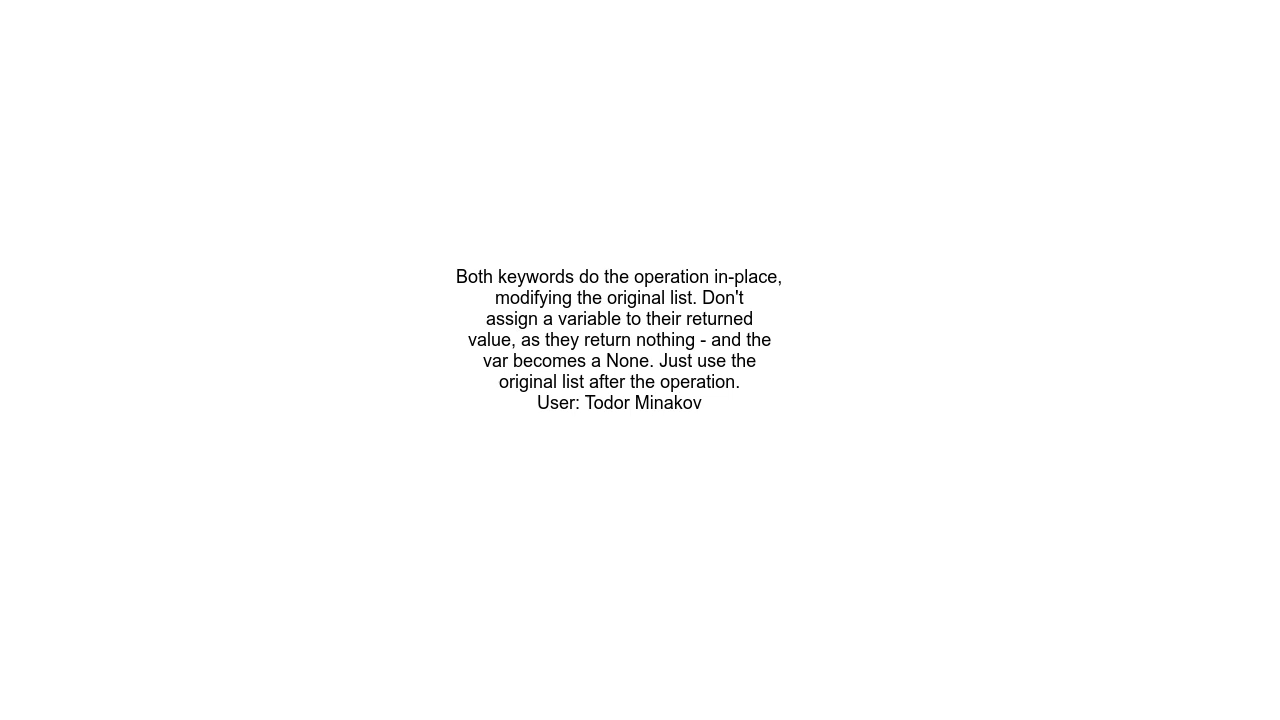 Both keywords do the operation in-place,
modifying the original list. Don't
assign a variable to their returned
value, as they return nothing - and the
var becomes a None. Just use the
original list after the operation.
User: Todor Minakov